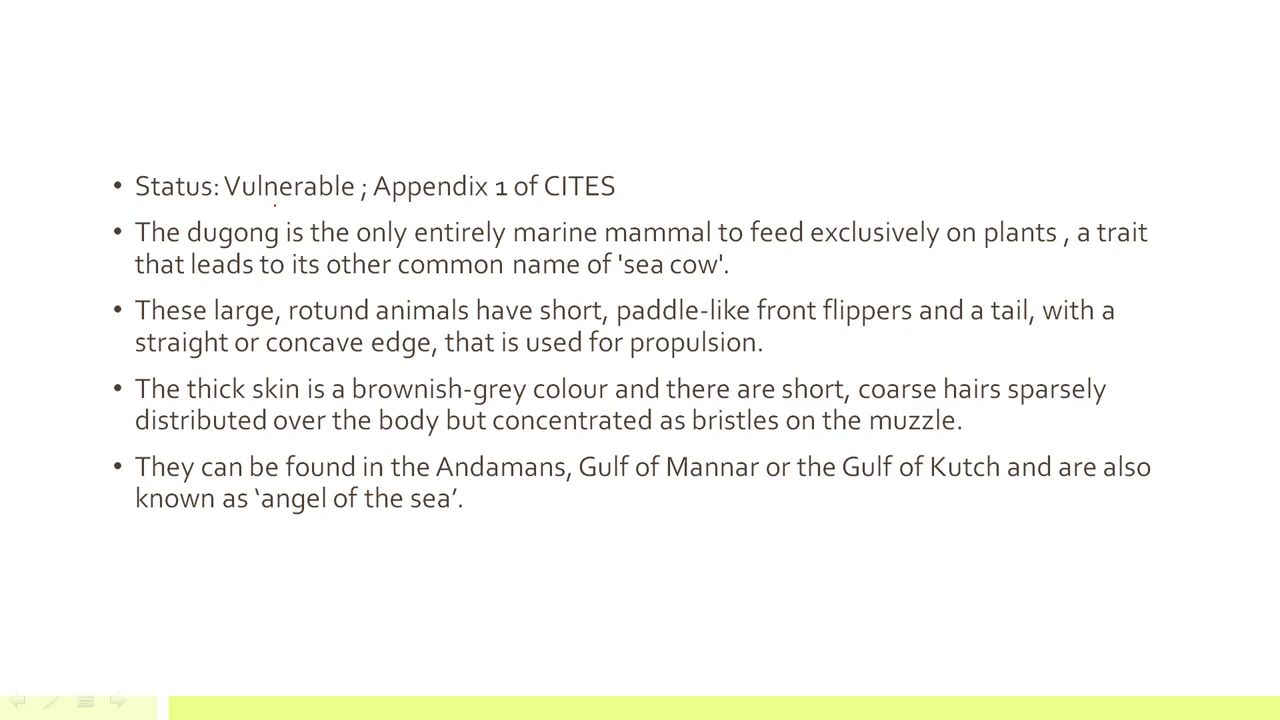 • Status: Vulnerable ; Appendix 1 of CITES
• The dugong is the only entirely marine mammal to feed exclusively on plants , a trait
that leads to its other common name of 'sea cow'.
• These large, rotund animals have short, paddle-like front flippers and a tail, with a
straight or concave edge, that is used for propulsion.
• The thick skin is a brownish-grey colour and there are short, coarse hairs sparsely
distributed over the body but concentrated as bristles on the muzzle.
• They can be found in the Andamans, Gulf of Mannar or the Gulf of Kutch and are also
known as ‘angel of the sea’.